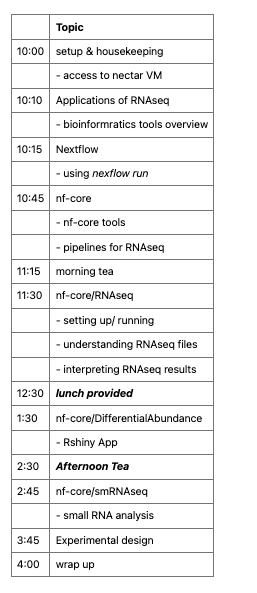 Topic
10:00 setup & housekeeping
- access to nectar VM
10:10 Applications of RNAseq
- bioinformratics tools overview
10:15 Nextflow
- using nexflow run
10:45 nf-core
- nf-core tools
- pipelines for RNAseq
11:15 morning tea
11:30 nf-core/RNAseq
- setting up/ running
- understanding RNAseq files
- interpreting RNAseq results
12:30 lunch provided
1:30 nf-core/DifferentialAbundance
- Rshiny App
2:30 Afternoon Tea
2:45 nf-core/smRNAseq
- small RNA analysis
3:45 Experimental design
4:00 wrap up